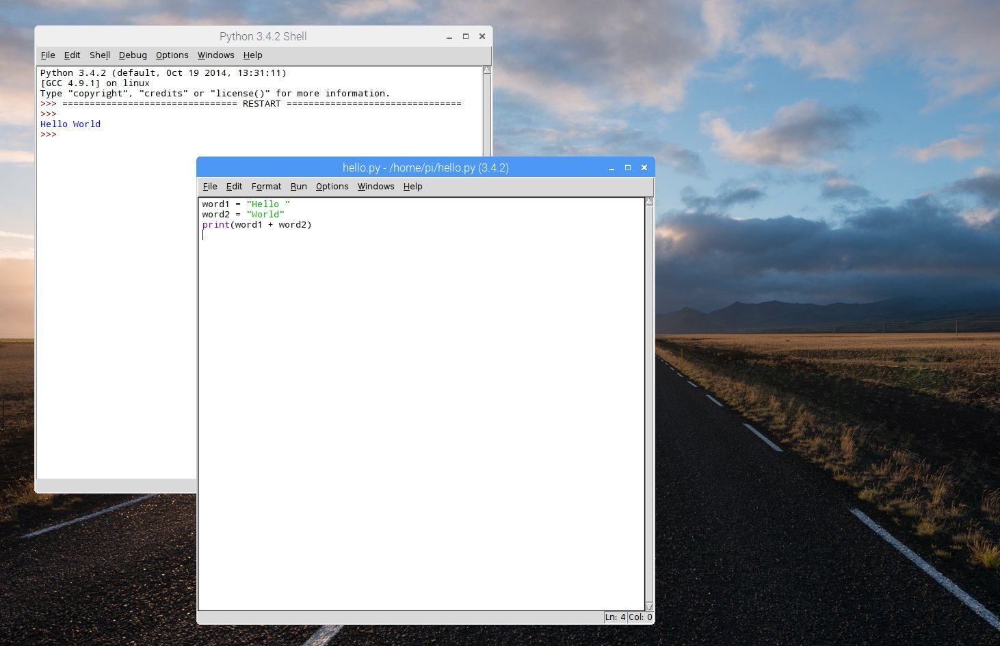 Python 3.4.2 Shell
File Edit Shell Debug Options Windows Help
Python 3.4.2 (default, Oct 19 2014, 13:31:11)
[GCC 4.9.1] on linux
Type "copyright", "credits" or "license()" for more information.
>>> ================================ RESTART ================================
>>>
Hello World
>>>
hello.py - /home/pi/hello.py (3.4.2)
File Edit Format Run Options Windows Help
word1 = "Hello "
word2 = "World"
print(word1 + word2)
Ln: 4 Col: 0